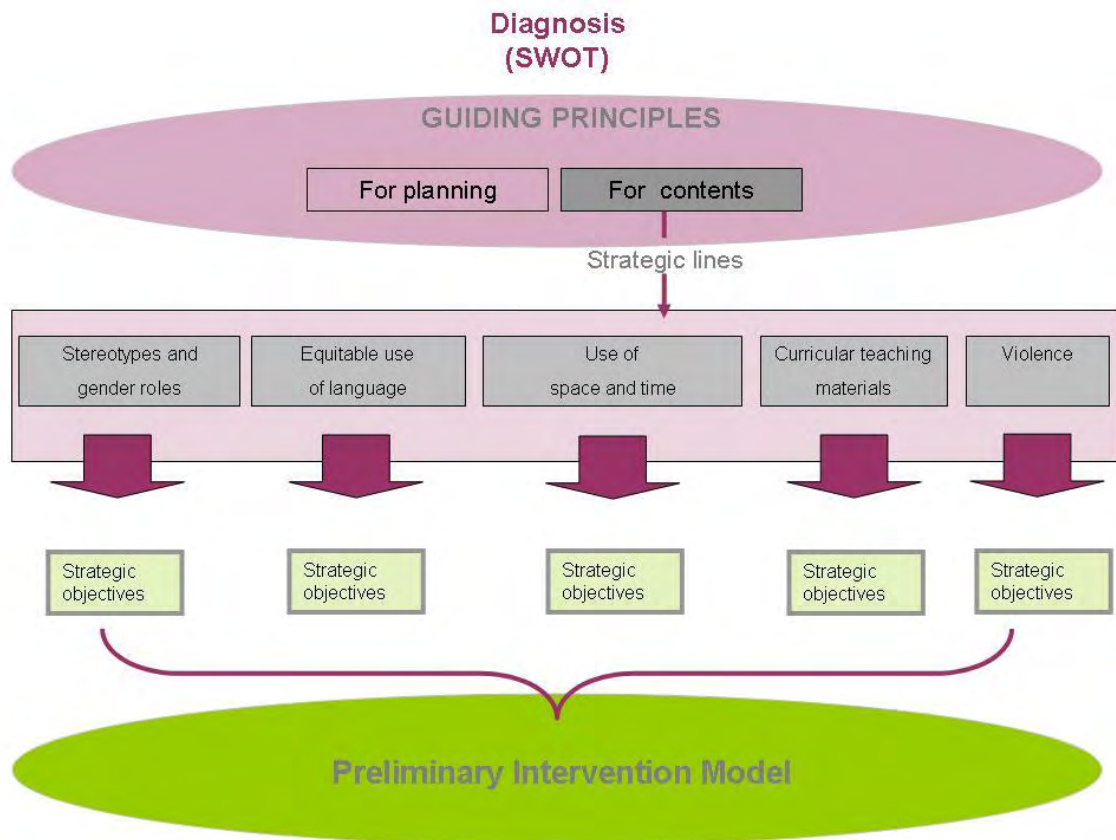 Diagnosis
(SWOT)
GUIDING PRINCIPLES
For planning
For contents
Strategic lines
Stereotypes and
gender roles
Equitable use
of language
Use of
space and time
Curricular teaching
materials
Violence
Strategic
objectives
Strategic
objectives
Strategic
objectives
Strategic
objectives
Strategic
objectives
Preliminary Intervention Model